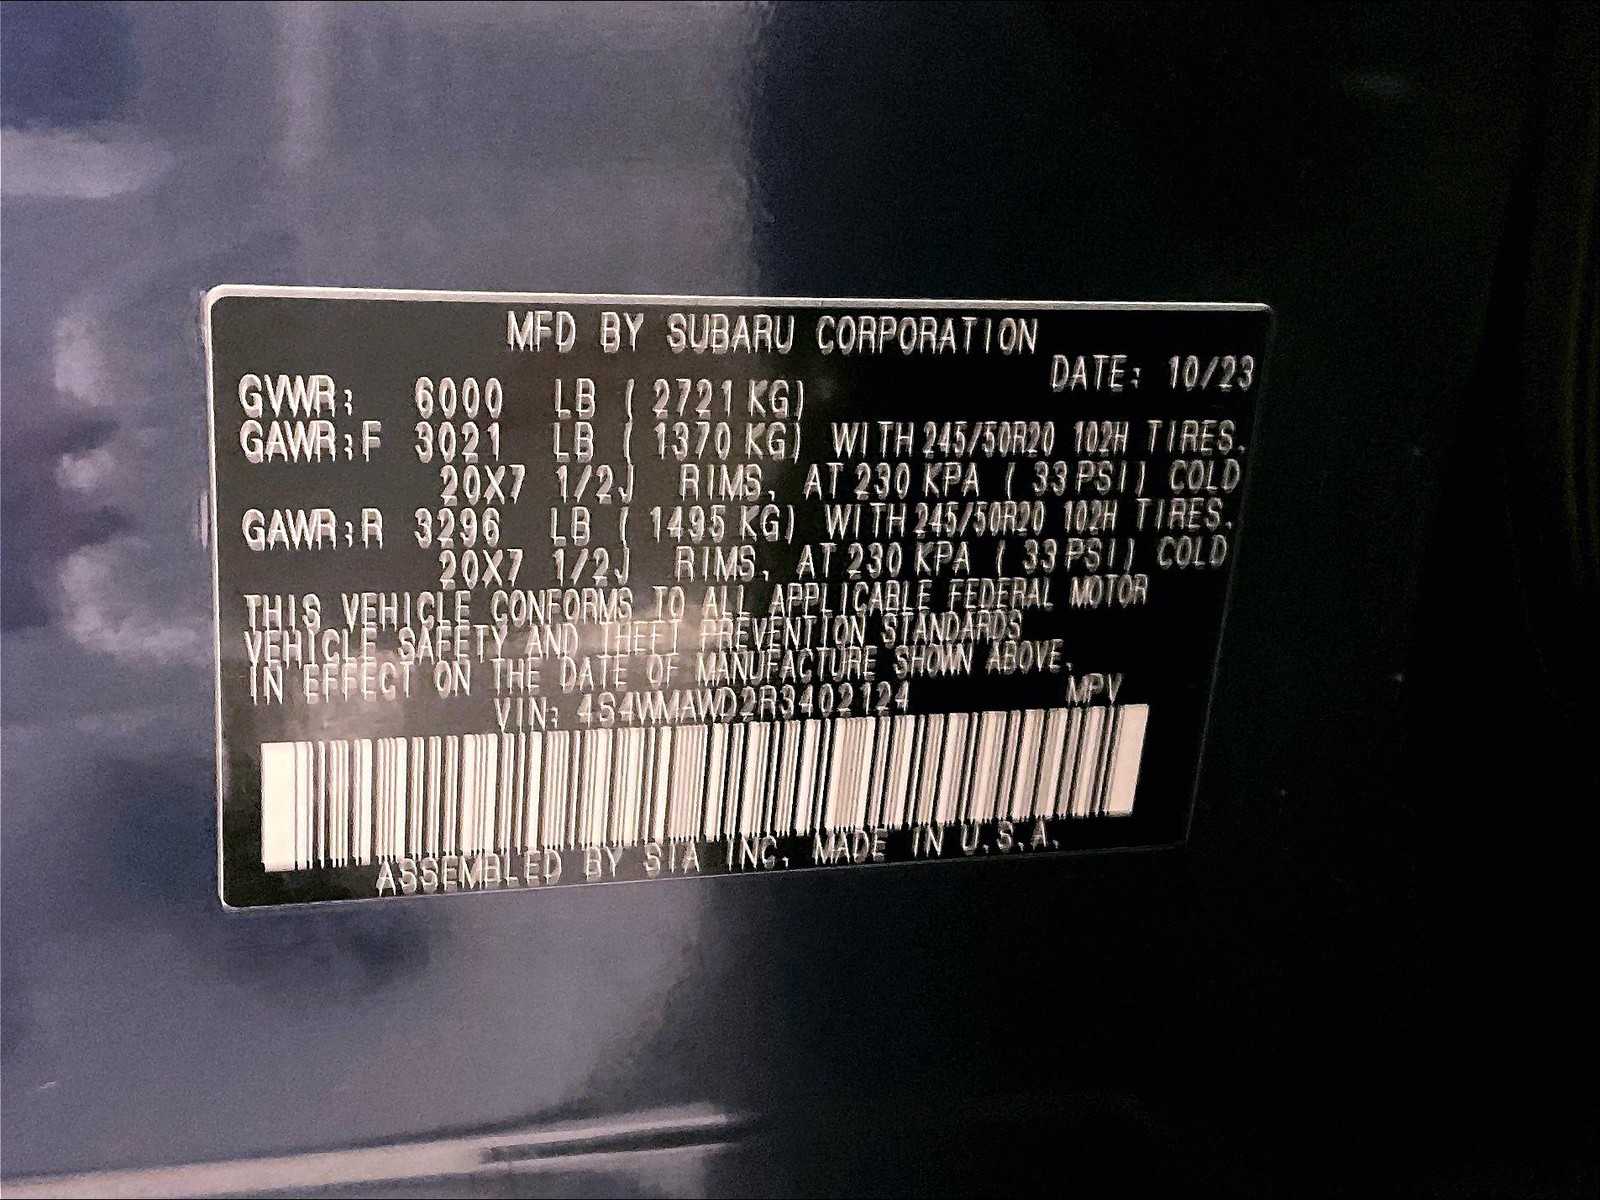 MFD BY SUBARU CORPORATION
DATE: 10/23
GVWR: 6000 LB (2721 KG)
GAWR:F 3021 LB (1370 KG) WITH 245/50R20 102H TIRES.
20X7 1/2J RIMS, AT 230 KPA (33 PSI) COLD
GAWR:R 3296 LB (1495 KG) WITH 245/50R20 102H TIRES.
20X7 1/2J RIMS, AT 230 KPA (33 PSI) COLD
THIS VEHICLE CONFORMS TO ALL APPLICABLE FEDERAL MOTOR
VEHICLE SAFETY AND THEFT PREVENTION STANDARDS
IN EFFECT ON THE DATE OF MANUFACTURE SHOWN ABOVE.
VIN: 4S4WMAWD2R3402124 MPV
ASSEMBLED BY SIA INC. MADE IN U.S.A.